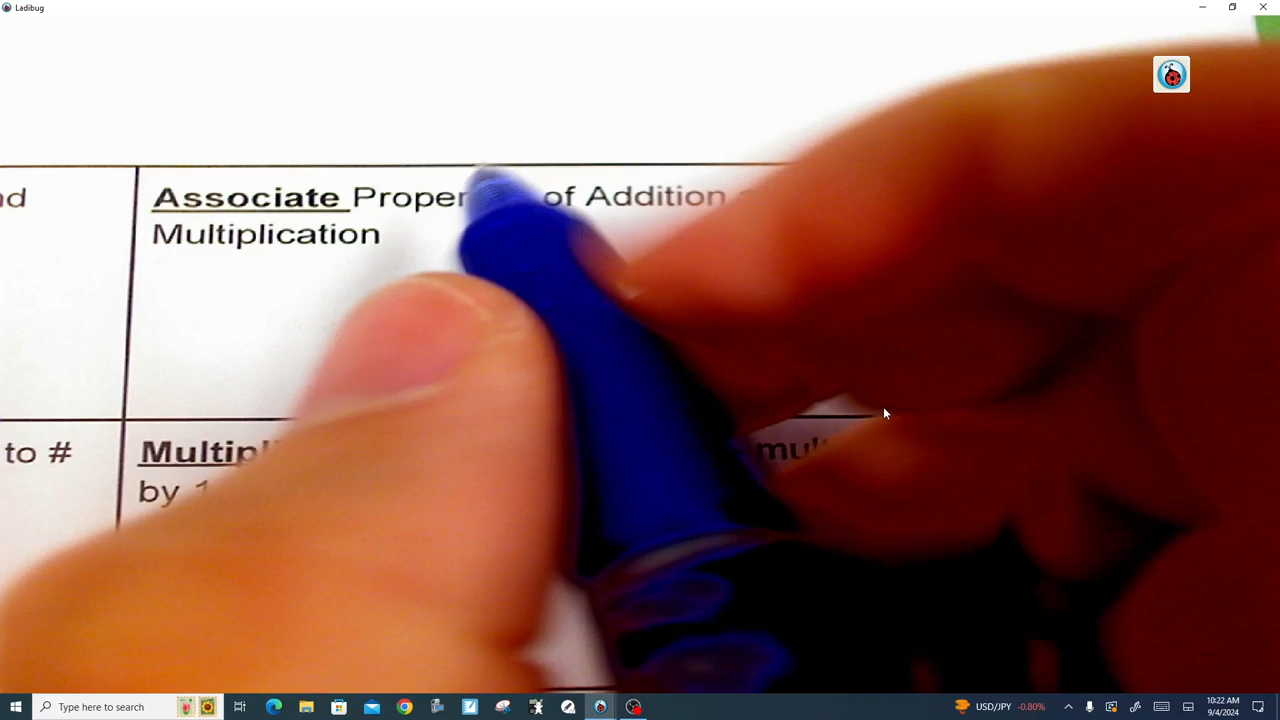 Ladibug
nd
Associate Proper of Addition
Multiplication
to #
by
Type here to search
USD/JPY -0.80%
10:22 AM
9/4/2024